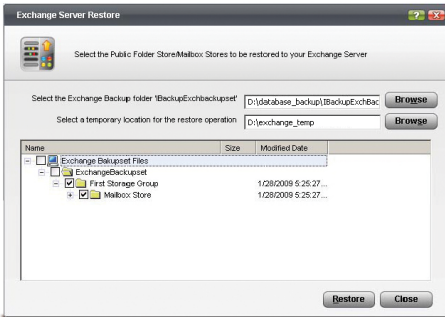 Exchange Server Restore
Select the Public Folder Store/Mailbox Stores to be restored to your Exchange Server
Select the Exchange Backup folder 'IBackupExchbackupset' D:\database_backup\IBackupExchBac Browse
Select a temporary location for the restore operation D:\exchange_temp Browse
Name Size Modified Date
Exchange Bakupset Files
ExchangeBackupset
First Storage Group 1/28/2009 5:25:27...
Mailbox Store 1/28/2009 5:25:27...
Restore Close